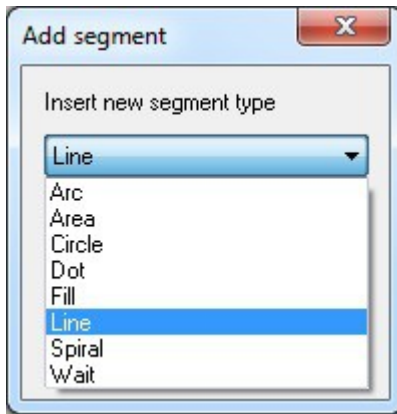 Add segment
Insert new segment type
Line
Arc
Area
Circle
Dot
Fill
Line
Spiral
Wait